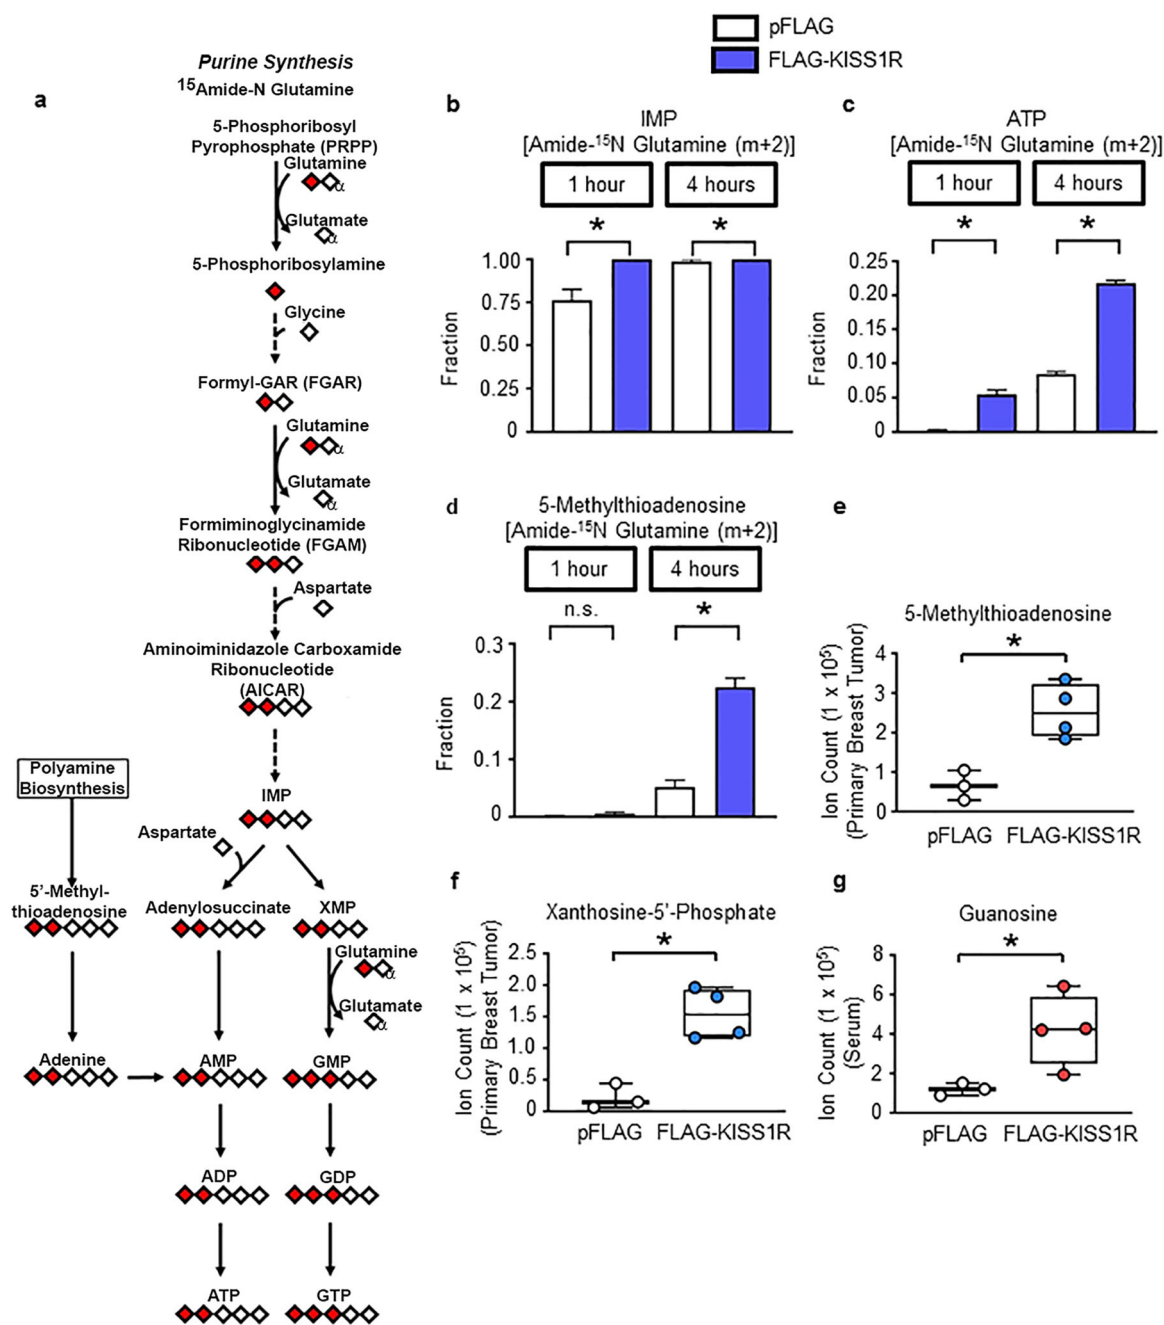 pFLAG
FLAG-KISS1R
a
Purine Synthesis
15Amide-N Glutamine
5-Phosphoribosyl
Pyrophosphate (PRPP)
Glutamine
α
Glutamate
α
5-Phosphoribosylamine
Glycine
Formyl-GAR (FGAR)
Glutamine
α
Glutamate
α
Formiminoglycinamide
Ribonucleotide (FGAM)
Aspartate
Aminoiminidazole Carboxamide
Ribonucleotide
(AICAR)
Polyamine
Biosynthesis
IMP
Aspartate
5'-Methyl-
thioadenosine
Adenylosuccinate
XMP
Glutamine
α
Glutamate
α
Adenine
AMP
GMP
ADP
GDP
ATP
GTP
b
IMP
[Amide-15N Glutamine (m+2)]
1 hour
4 hours
*
*
Fraction
1.00
0.75
0.50
0.25
0
c
ATP
[Amide-15N Glutamine (m+2)]
1 hour
4 hours
*
*
Fraction
0.25
0.20
0.15
0.10
0.05
0
d
5-Methylthioadenosine
[Amide-15N Glutamine (m+2)]
1 hour
4 hours
n.s.
*
Fraction
0.3
0.2
0.1
0
e
5-Methylthioadenosine
*
Ion Count (1 x 10⁵)
(Primary Breast Tumor)
4
3
2
1
0
pFLAG
FLAG-KISS1R
f
Xanthosine-5'-Phosphate
*
Ion Count (1 x 10⁵)
(Primary Breast Tumor)
2.5
2.0
1.5
1.0
0.5
0
pFLAG
FLAG-KISS1R
g
Guanosine
*
Ion Count (1 x 10⁵)
(Serum)
8
6
4
2
0
pFLAG
FLAG-KISS1R